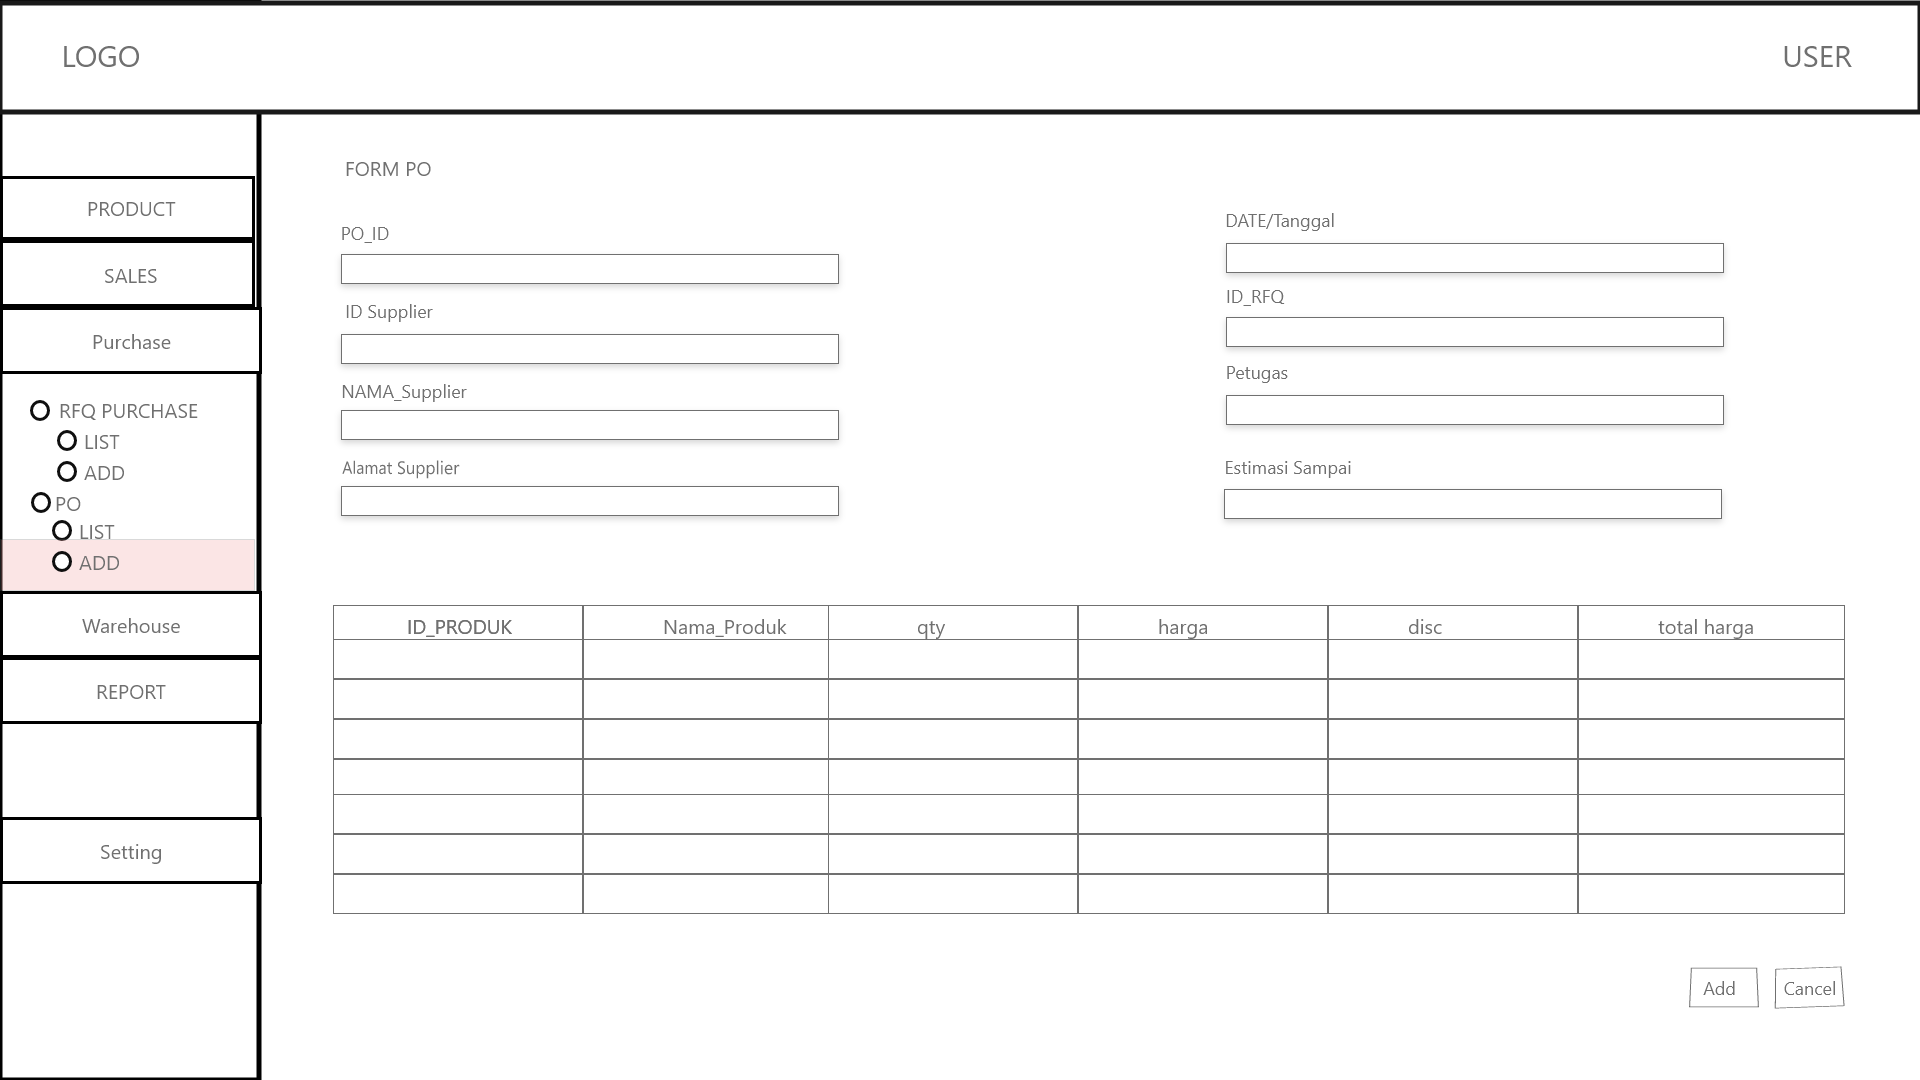 LOGO
USER
PRODUCT
SALES
Purchase
RFQ PURCHASE
LIST
ADD
PO
LIST
ADD
Warehouse
REPORT
Setting
FORM PO
PO_ID
ID Supplier
NAMA_Supplier
Alamat Supplier
DATE/Tanggal
ID_RFQ
Petugas
Estimasi Sampai
ID_PRODUK Nama_Produk qty harga disc total harga
Add Cancel